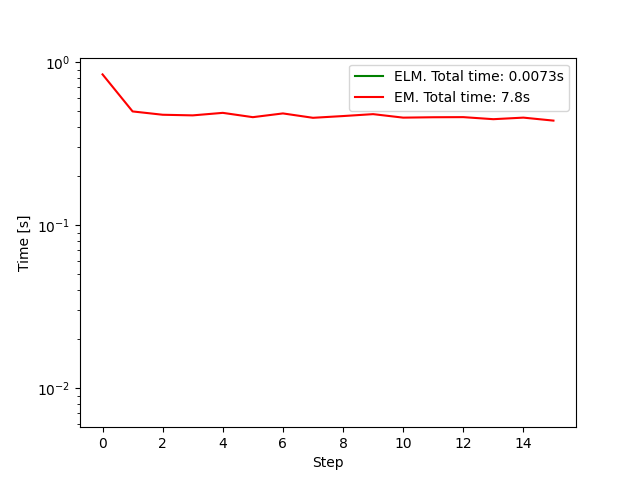 10⁰
10⁻¹
10⁻²
Time [s]
ELM. Total time: 0.0073s
EM. Total time: 7.8s
0 2 4 6 8 10 12 14
Step